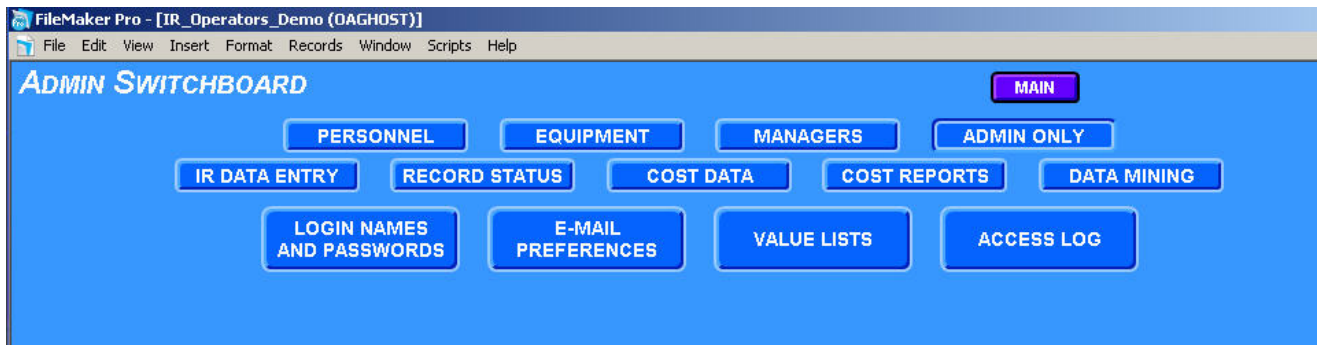 FileMaker Pro - [IR_Operators_Demo (OAGHOST)]
File Edit View Insert Format Records Window Scripts Help
ADMIN SWITCHBOARD
MAIN
PERSONNEL EQUIPMENT MANAGERS ADMIN ONLY
IR DATA ENTRY RECORD STATUS COST DATA COST REPORTS DATA MINING
LOGIN NAMES AND PASSWORDS
E-MAIL PREFERENCES
VALUE LISTS
ACCESS LOG